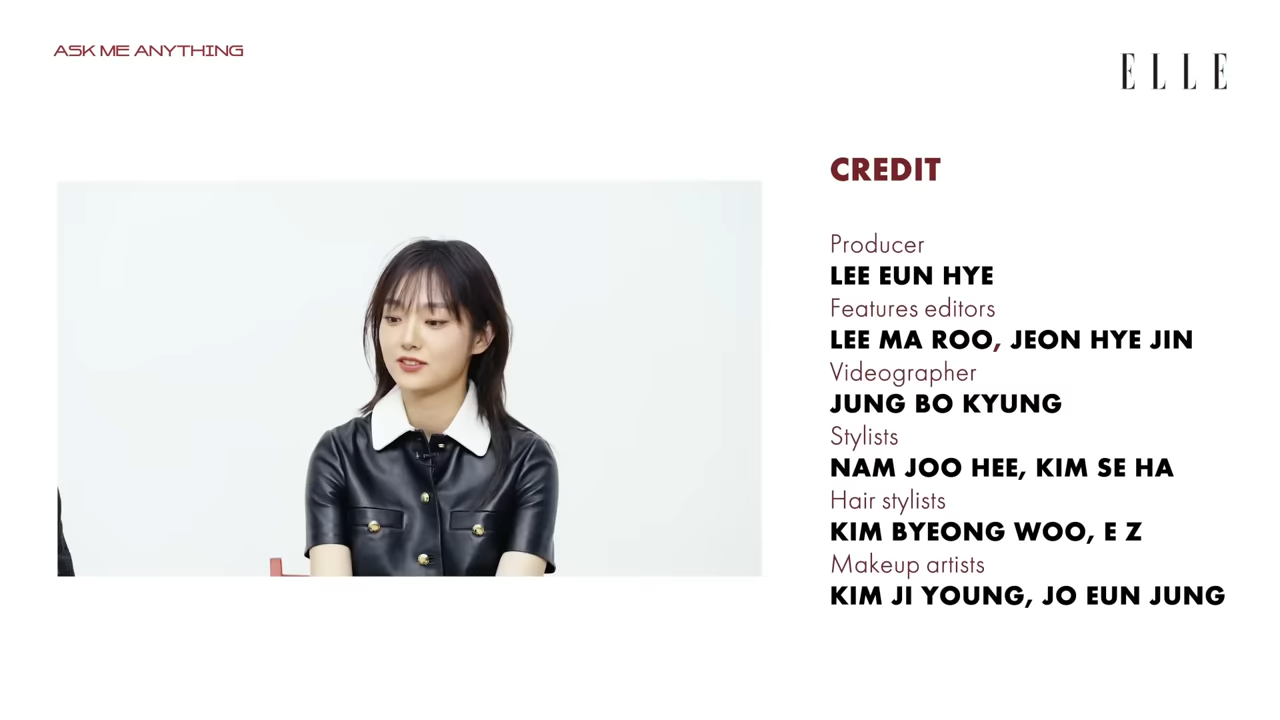 ASK ME ANYTHING
ELLE
CREDIT
Producer
LEE EUN HYE
Features editors
LEE MA ROO, JEON HYE JIN
Videographer
JUNG BO KYUNG
Stylists
NAM JOO HEE, KIM SE HA
Hair stylists
KIM BYEONG WOO, E Z
Makeup artists
KIM JI YOUNG, JO EUN JUNG